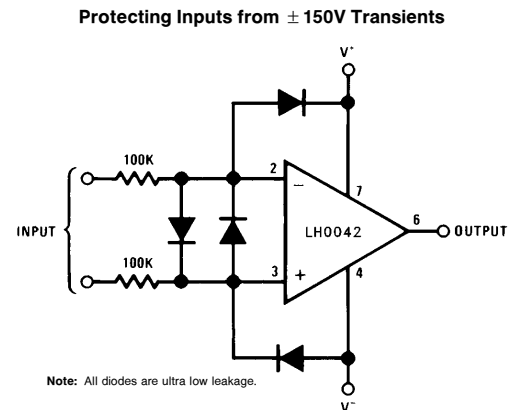 Protecting Inputs from ±150V Transients
V+
100K
2
−
7
INPUT
LH0042
6
OUTPUT
100K
3
+
4
Note: All diodes are ultra low leakage.
V−